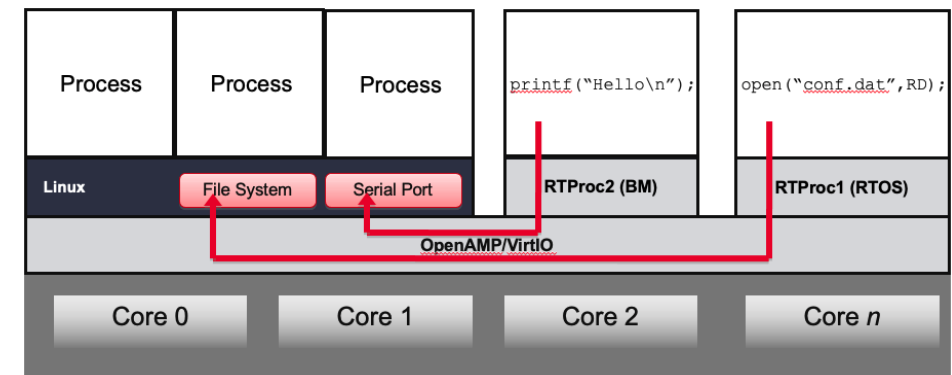 Process
Process
Process
printf(“Hello\n”);
open(“conf.dat”,RD);
Linux
File System
Serial Port
RTProc2 (BM)
RTProc1 (RTOS)
OpenAMP/VirtIO
Core 0
Core 1
Core 2
Core n